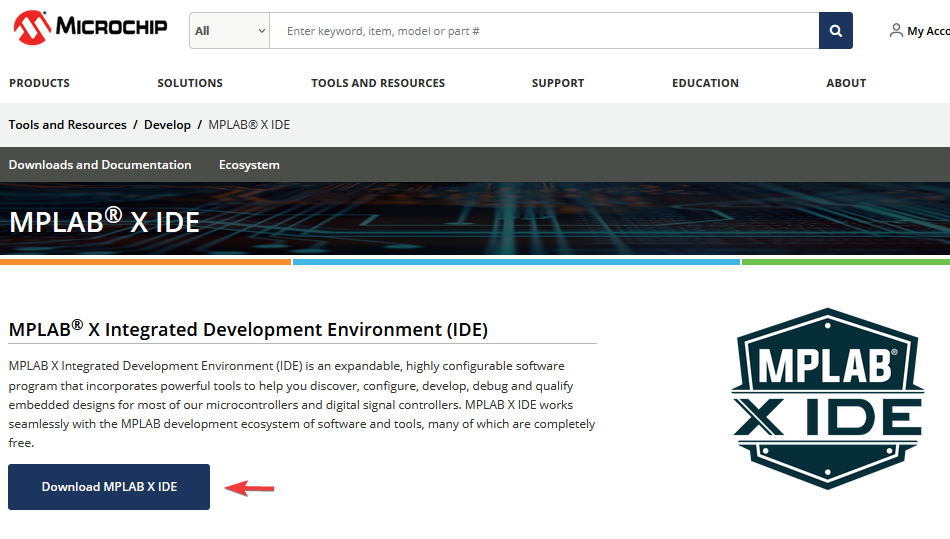 MICROCHIP
All
Enter keyword, item, model or part #
My Acco
PRODUCTS SOLUTIONS TOOLS AND RESOURCES SUPPORT EDUCATION ABOUT
Tools and Resources / Develop / MPLAB® X IDE
Downloads and Documentation Ecosystem
MPLAB® X IDE
MPLAB® X Integrated Development Environment (IDE)
MPLAB X Integrated Development Environment (IDE) is an expandable, highly configurable software
program that incorporates powerful tools to help you discover, configure, develop, debug and qualify
embedded designs for most of our microcontrollers and digital signal controllers. MPLAB X IDE works
seamlessly with the MPLAB development ecosystem of software and tools, many of which are completely
free.
Download MPLAB X IDE
MPLAB®
X IDE